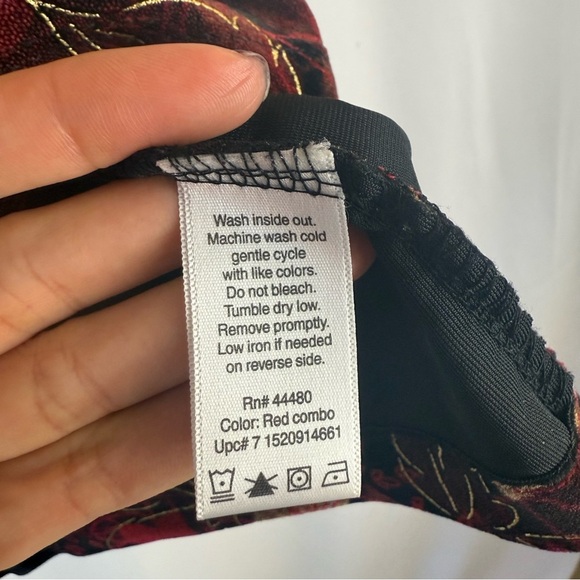 Wash inside out.
Machine wash cold
gentle cycle
with like colors.
Do not bleach.
Tumble dry low.
Remove promptly.
Low iron if needed
on reverse side.
Rn# 44480
Color: Red combo
Upc# 7 1520914661